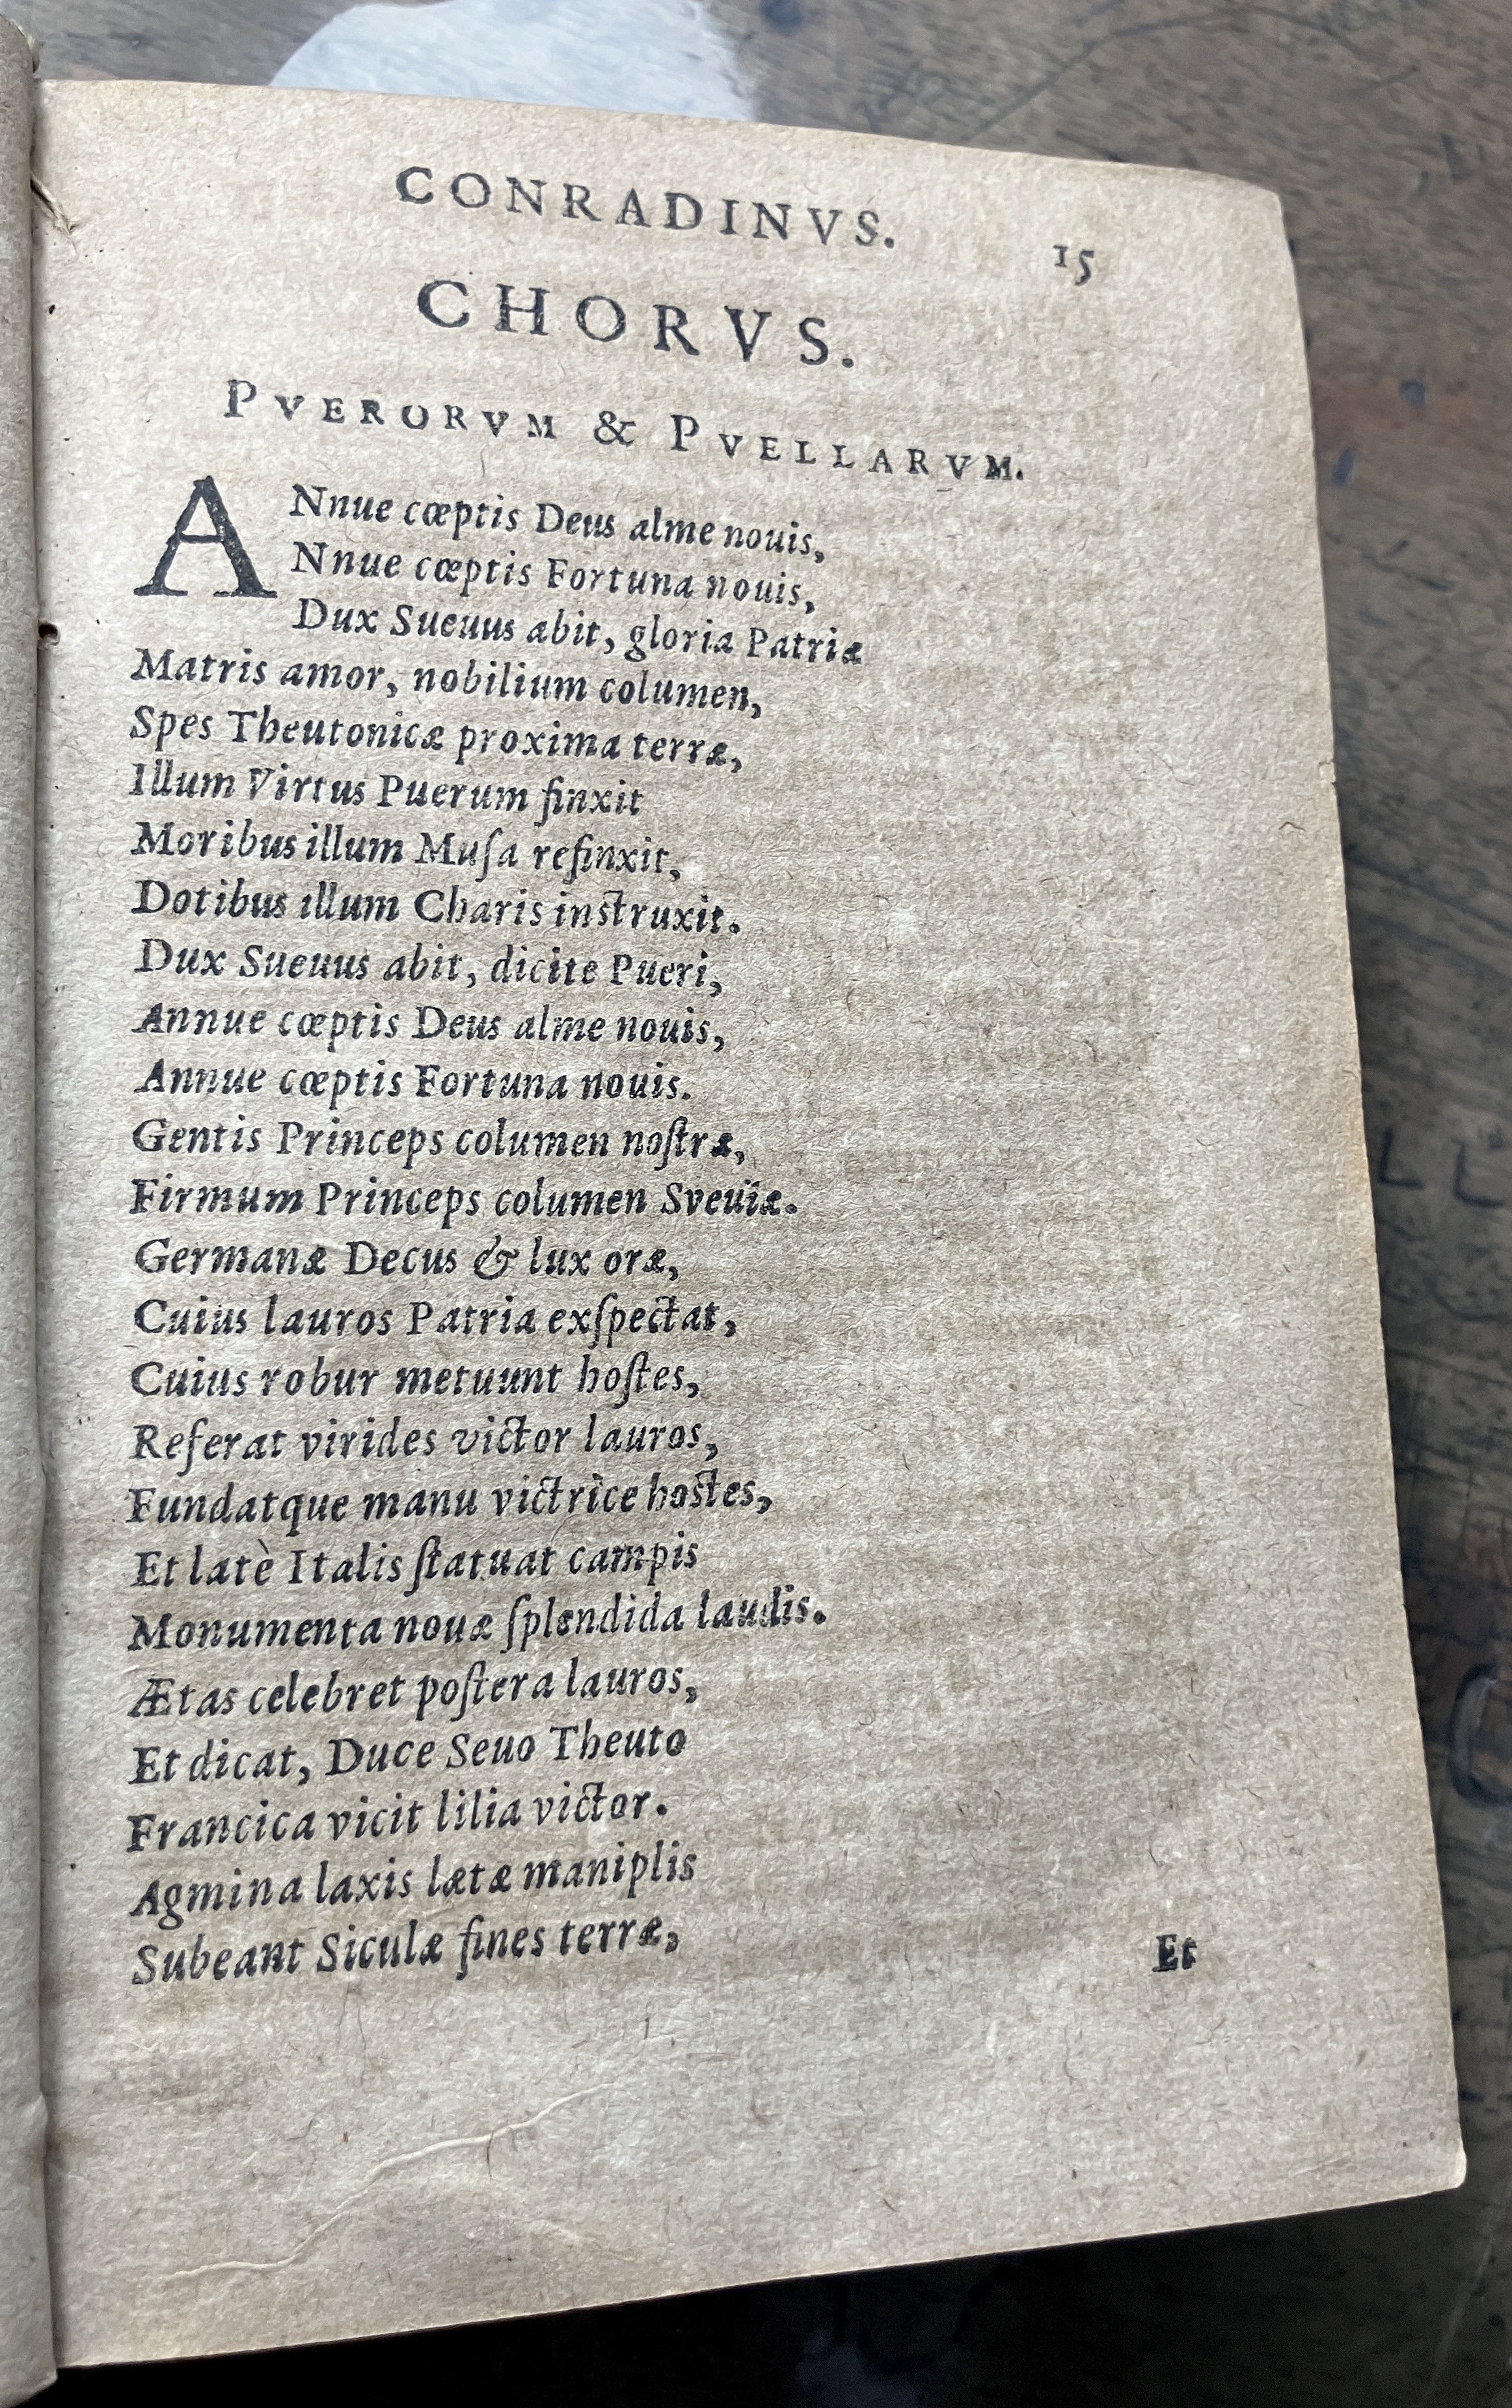 CONRADINVS.
15
CHORVS.
PVERORVM & PVELLARVM.
ANnue cœptis Deus alme nouis,
Nnue cœptis Fortuna nouis,
Dux Sueuus abit, gloria Patriæ
Matris amor, nobilium columen,
Spes Theutonicæ proxima terræ,
Illum Virtus Puerum finxit
Moribus illum Muſa refinxit,
Dotibus illum Charis inſtruxit.
Dux Sueuus abit, dicite Pueri,
Annue cœptis Deus alme nouis,
Annue cœptis Fortuna nouis.
Gentis Princeps columen noſtræ,
Firmum Princeps columen Sveuiæ.
Germanæ Decus & lux oræ,
Cuius lauros Patria exſpectat,
Cuius robur metuunt hoſtes,
Referat virides victor lauros,
Fundatque manu victrice hoſtes,
Et latè Italis ſtatuat campis
Monumenta nouæ ſplendida laudis.
Ætas celebret poſtera lauros,
Et dicat, Duce Seuo Theuto
Francica vicit lilia victor.
Agmina laxis lætæ maniplis
Subeant Siculæ fines terræ,
Et